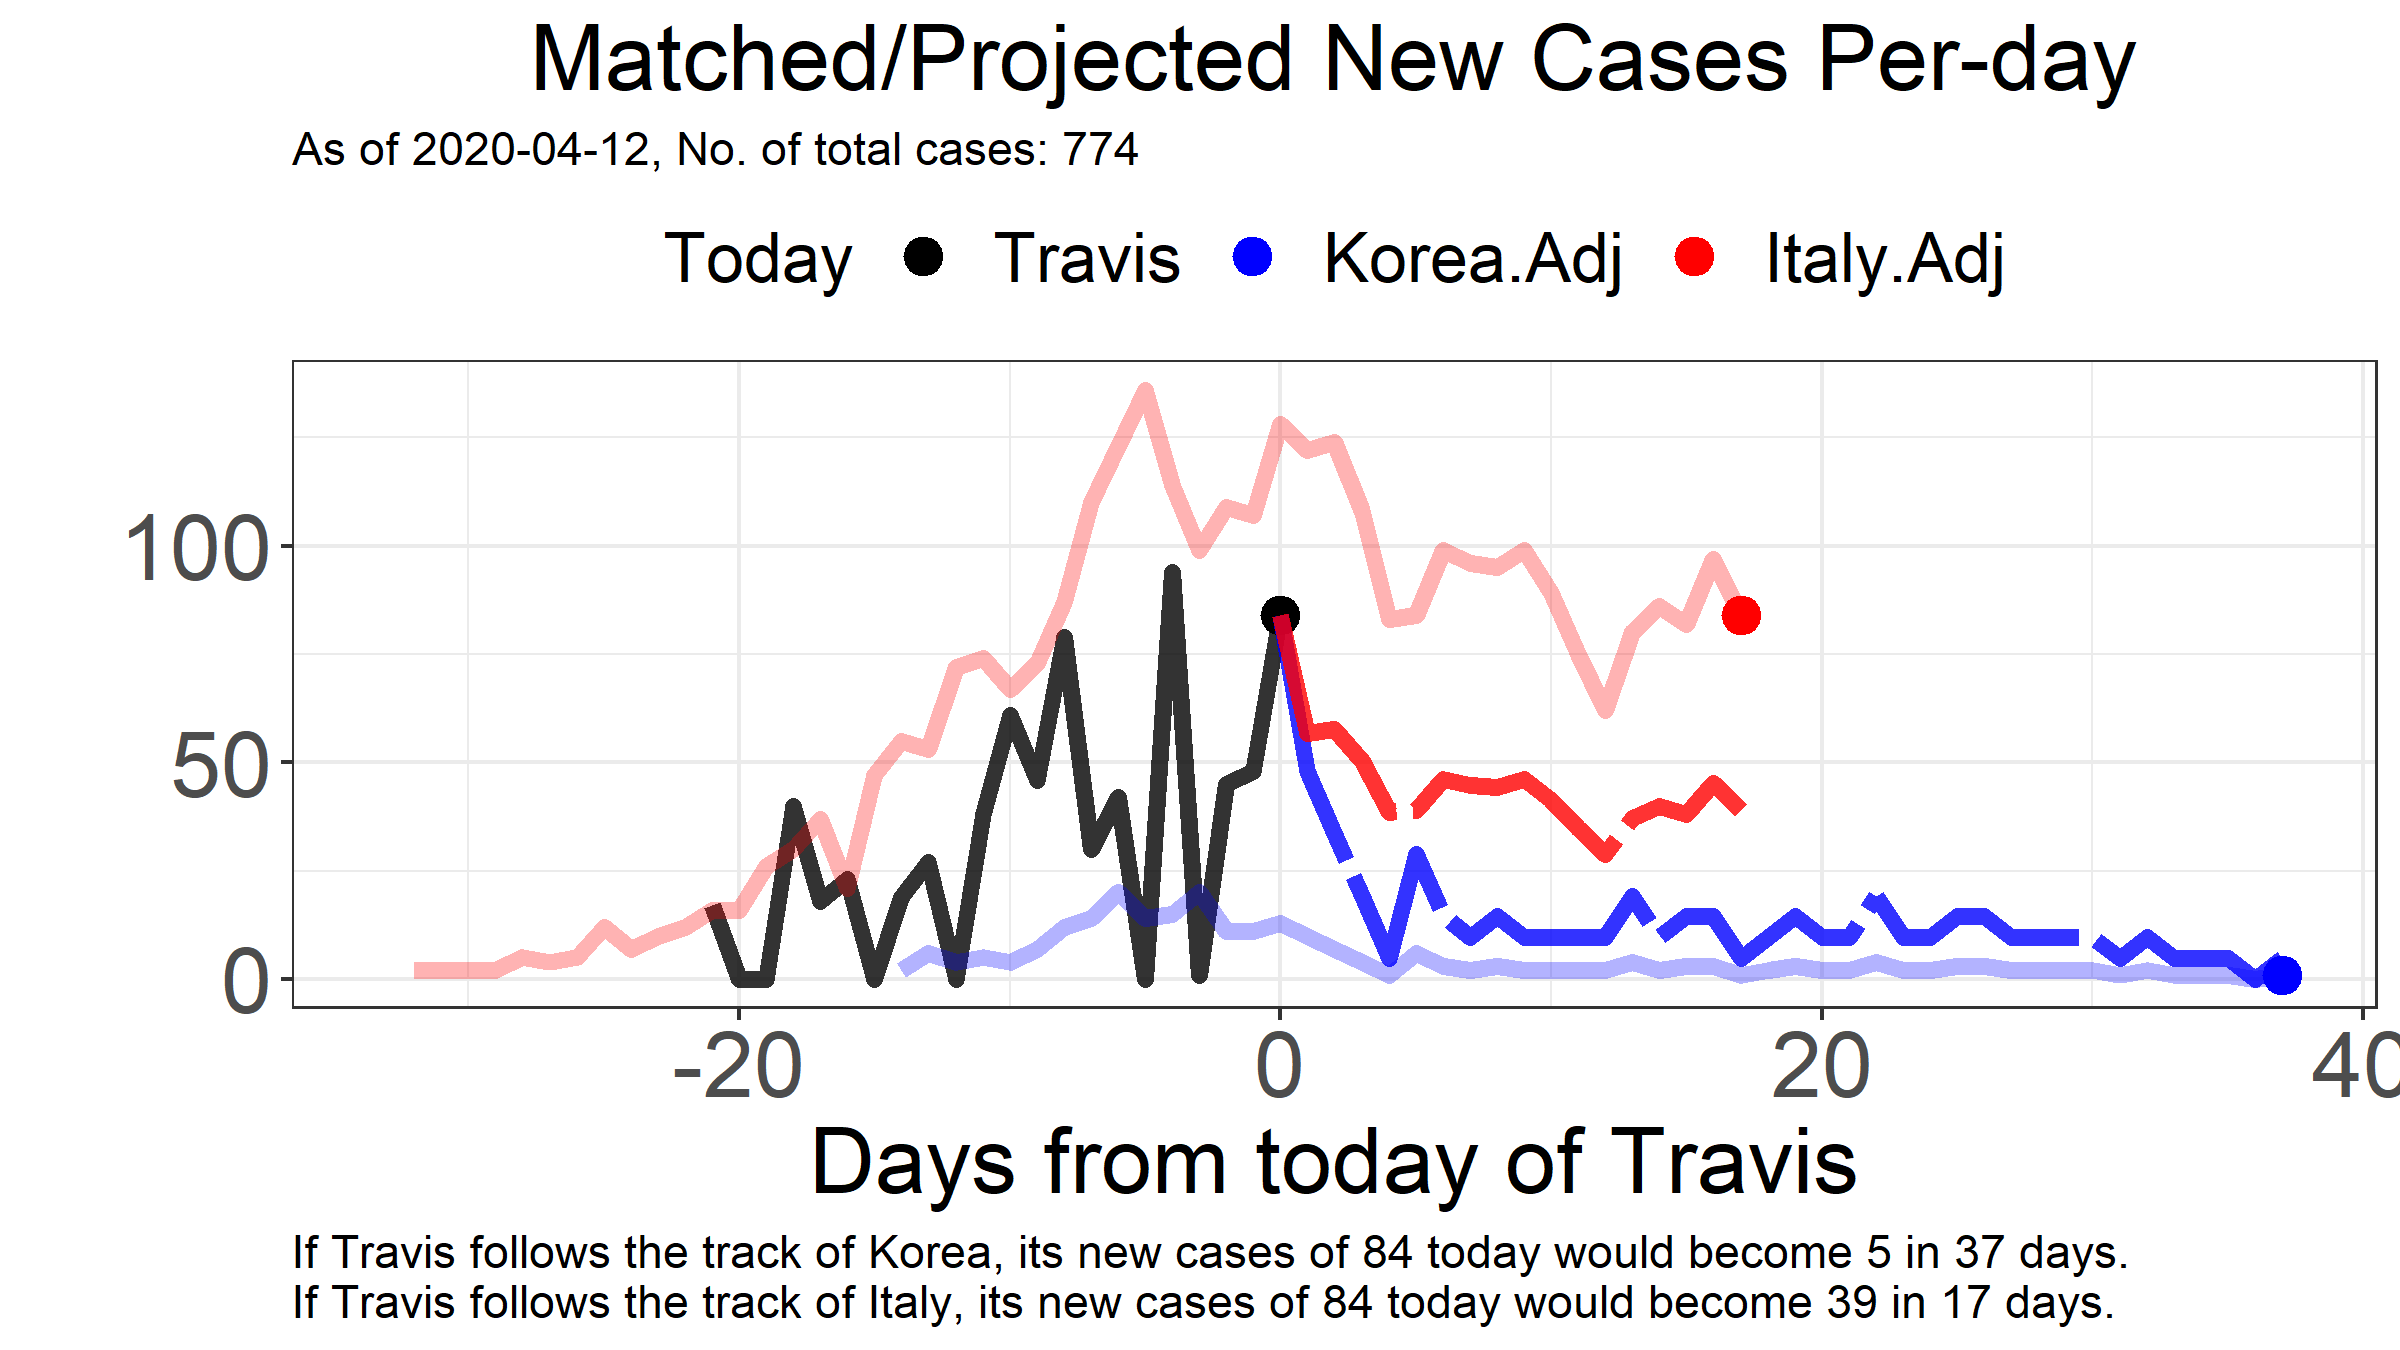 Matched/Projected New Cases Per-day
As of 2020-04-12, No. of total cases: 774
Today Travis Korea.Adj Italy.Adj
100
50
0
-20 0 20 40
Days from today of Travis
If Travis follows the track of Korea, its new cases of 84 today would become 5 in 37 days.
If Travis follows the track of Italy, its new cases of 84 today would become 39 in 17 days.